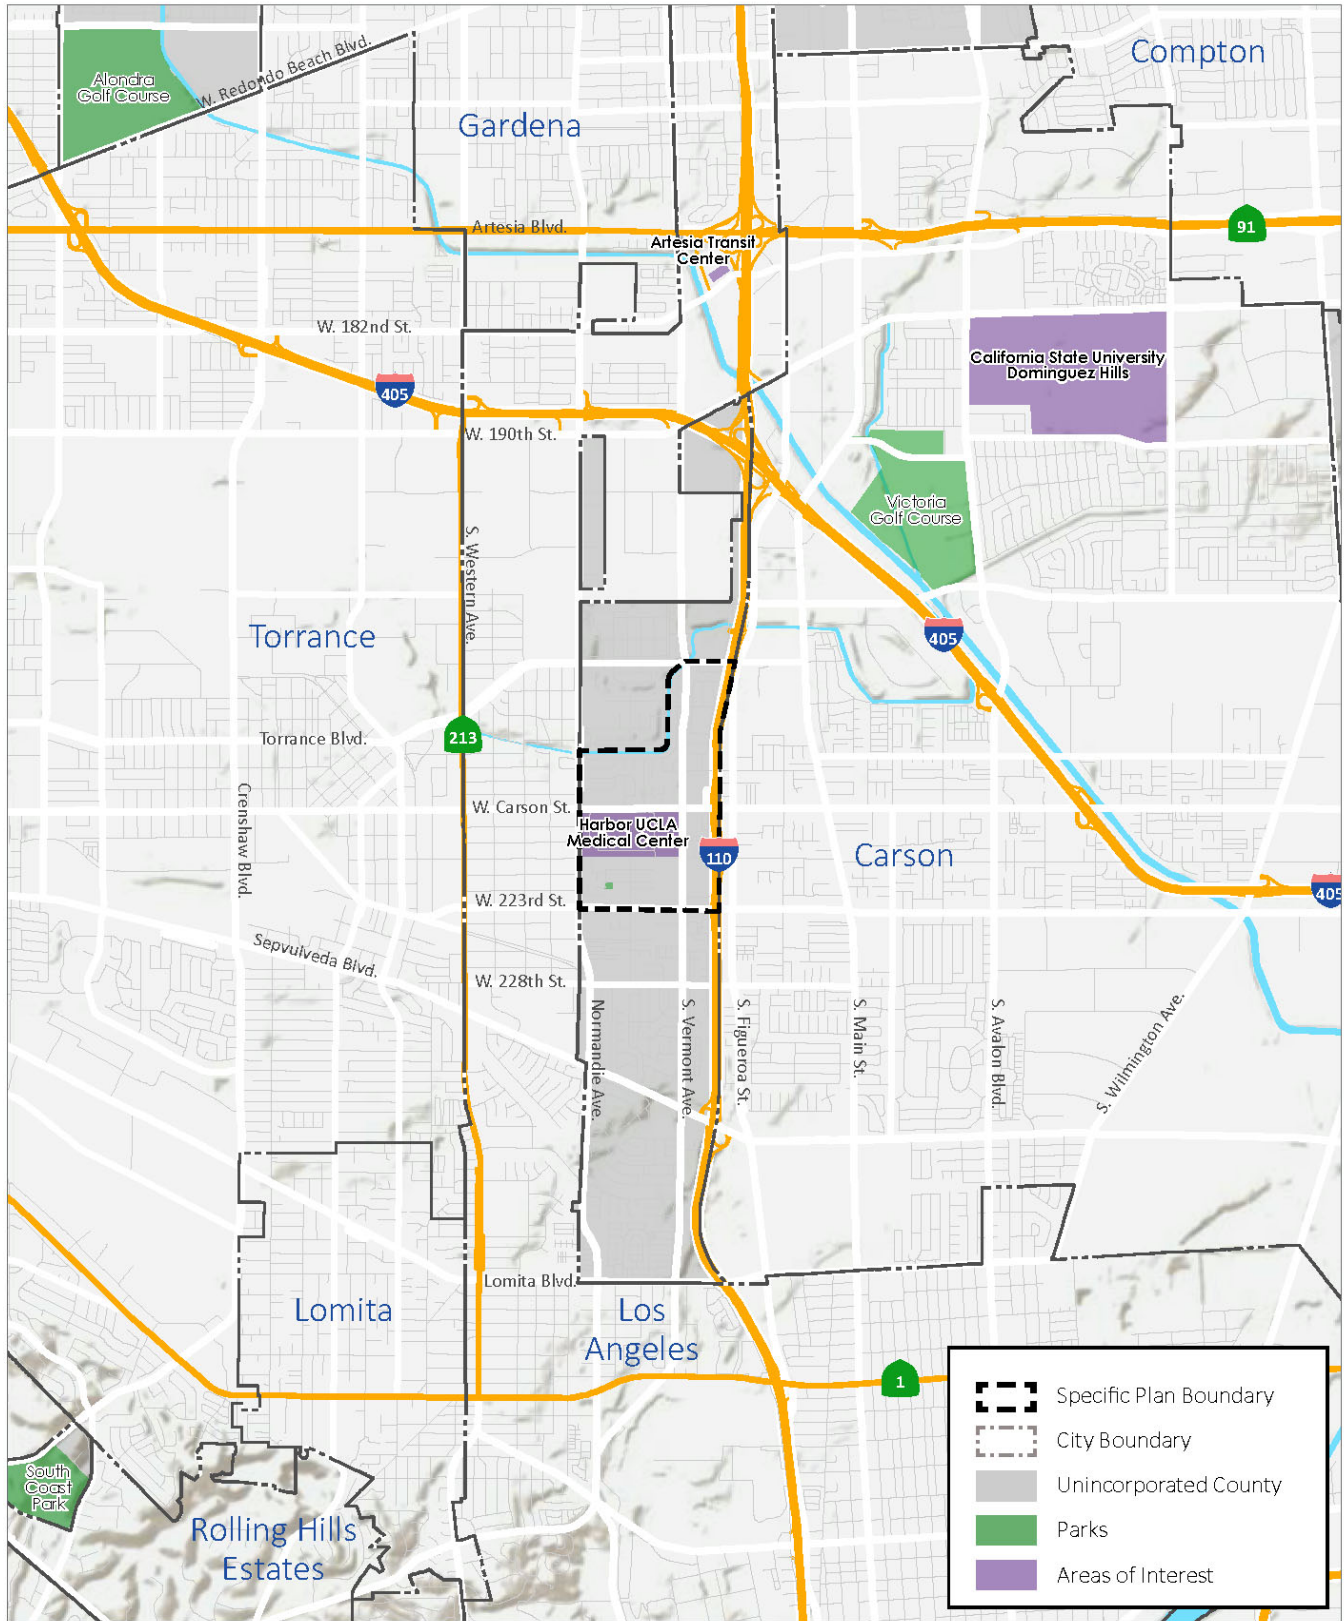 Compton
Alondra
Golf Course
W. Redondo Beach Blvd.
Gardena
Artesia Blvd.
91
Artesia Transit
Center
W. 182nd St.
California State University
Dominguez Hills
405
W. 190th St.
Victoria
Golf Course
S. Western Ave.
Torrance
405
213
Torrance Blvd.
Crenshaw Blvd.
W. Carson St.
Harbor UCLA
Medical Center
110
Carson
405
W. 223rd St.
Sepvulveda Blvd.
W. 228th St.
Normandie Ave.
S. Vermont Ave.
S. Figueroa St.
S. Main St.
S. Avalon Blvd.
S. Wilmington Ave.
Lomita Blvd.
Lomita
Los
Angeles
1
South
Coast
Park
Rolling Hills
Estates
Specific Plan Boundary
City Boundary
Unincorporated County
Parks
Areas of Interest